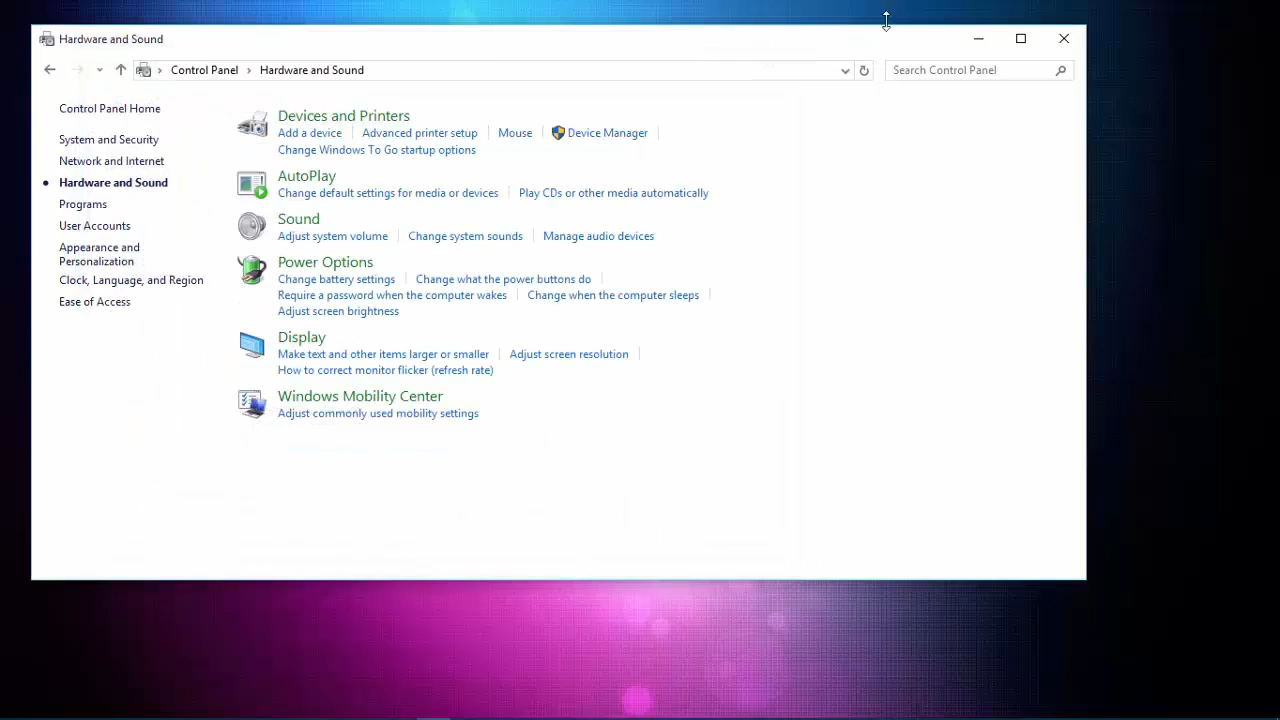 Hardware and Sound
Control Panel Hardware and Sound
Search Control Panel
Control Panel Home
System and Security
Network and Internet
Hardware and Sound
Programs
User Accounts
Appearance and
Personalization
Clock, Language, and Region
Ease of Access
Devices and Printers
Add a device Advanced printer setup Mouse Device Manager
Change Windows To Go startup options
AutoPlay
Change default settings for media or devices Play CDs or other media automatically
Sound
Adjust system volume Change system sounds Manage audio devices
Power Options
Change battery settings Change what the power buttons do
Require a password when the computer wakes Change when the computer sleeps
Adjust screen brightness
Display
Make text and other items larger or smaller Adjust screen resolution
How to correct monitor flicker (refresh rate)
Windows Mobility Center
Adjust commonly used mobility settings